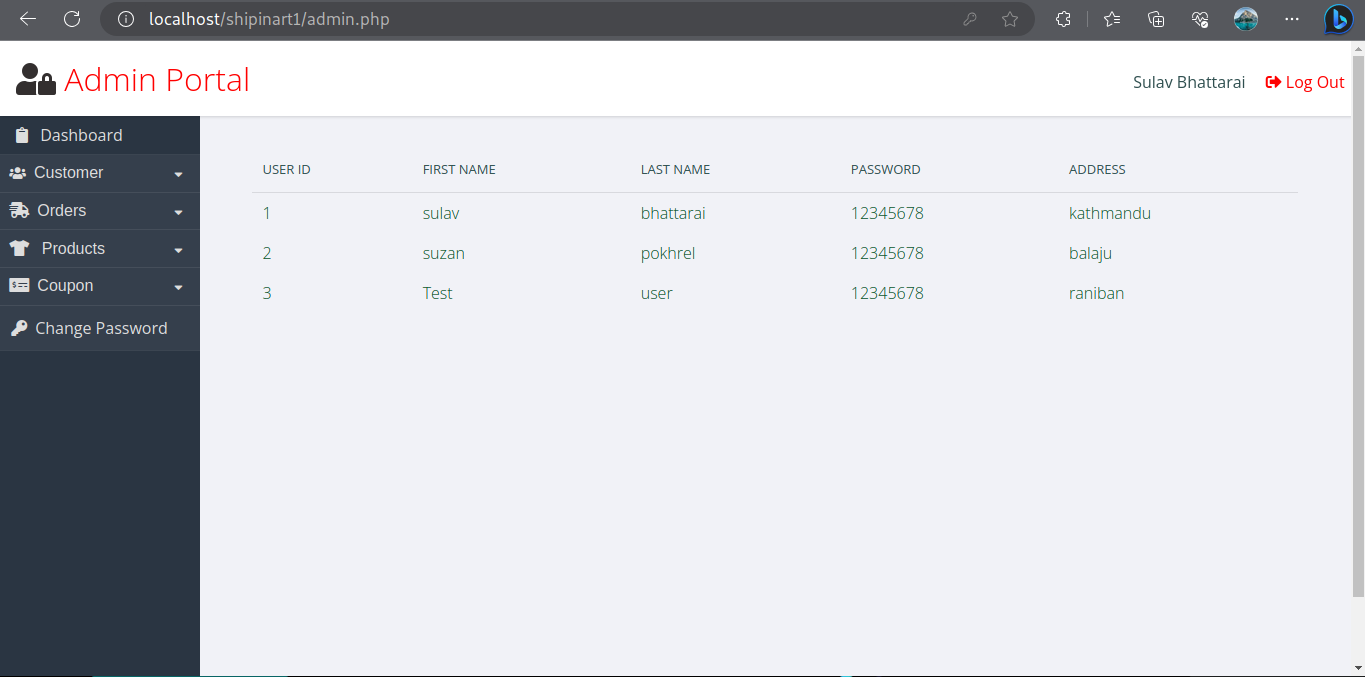 localhost/shipinart1/admin.php
Admin Portal
Sulav Bhattarai Log Out
Dashboard
Customer
Orders
Products
Coupon
Change Password
USER ID FIRST NAME LAST NAME PASSWORD ADDRESS
1 sulav bhattarai 12345678 kathmandu
2 suzan pokhrel 12345678 balaju
3 Test user 12345678 raniban